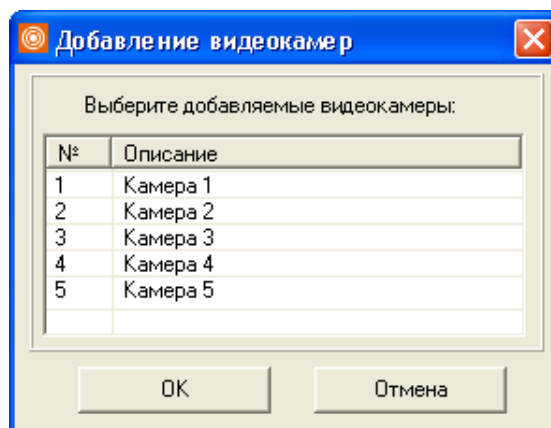 Добавление видеокамер
Выберите добавляемые видеокамеры:
№ Описание
1 Камера 1
2 Камера 2
3 Камера 3
4 Камера 4
5 Камера 5
OK Отмена